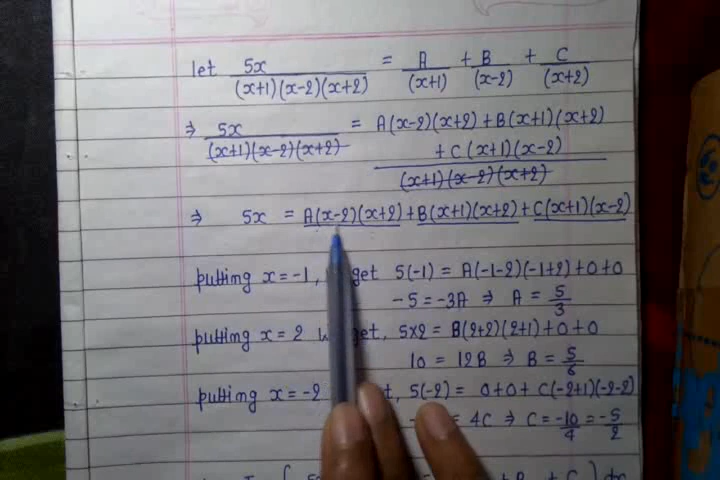 let 5x/(x+1)(x-2)(x+2) = A/(x+1) + B/(x-2) + C/(x+2)
⇒ 5x/(x+1)(x-2)(x+2) = A(x-2)(x+2) + B(x+1)(x+2)
+ C(x+1)(x-2)/(x+1)(x-2)(x+2)
⇒ 5x = A(x-2)(x+2) + B(x+1)(x+2) + C(x+1)(x-2)
putting x = -1, get 5(-1) = A(-1-2)(-1+2) + 0 + 0
-5 = -3A ⇒ A = 5/3
putting x = 2 get, 5×2 = B(2+2)(2+1) + 0 + 0
10 = 12B ⇒ B = 5/6
putting x = -2 5(-2) = 0 + 0 + C(-2+1)(-2-2)
= 4C ⇒ C = -10/4 = -5/2